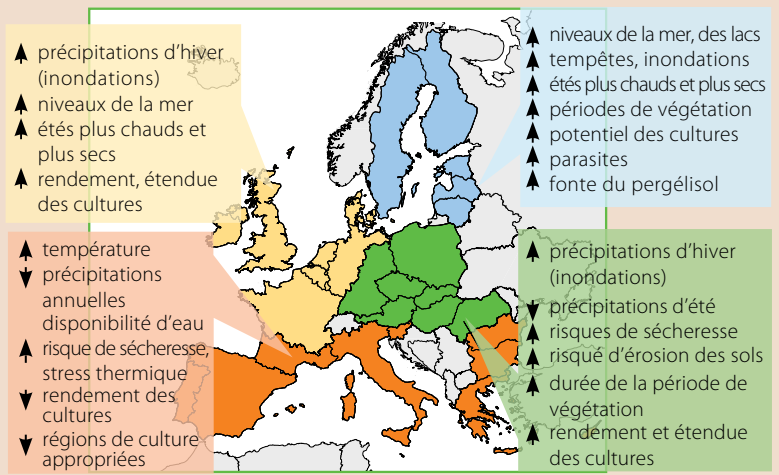 ▲ précipitations d'hiver
(inondations)
▲ niveaux de la mer
▲ étés plus chauds et
plus secs
▲ rendement, étendue
des cultures
▲ niveaux de la mer, des lacs
▲ tempêtes, inondations
▲ étés plus chauds et plus secs
▲ périodes de végétation
▲ potentiel des cultures
▲ parasites
▲ fonte du pergélisol
▲ température
▼ précipitations
annuelles
disponibilité d'eau
▲ risque de sécheresse,
stress thermique
▼ rendement des
cultures
▼ régions de culture
appropriées
▲ précipitations d'hiver
(inondations)
▼ précipitations d'été
▲ risques de sécheresse
▲ risqué d'érosion des sols
▲ durée de la période de
végétation
▲ rendement et étendue
des cultures